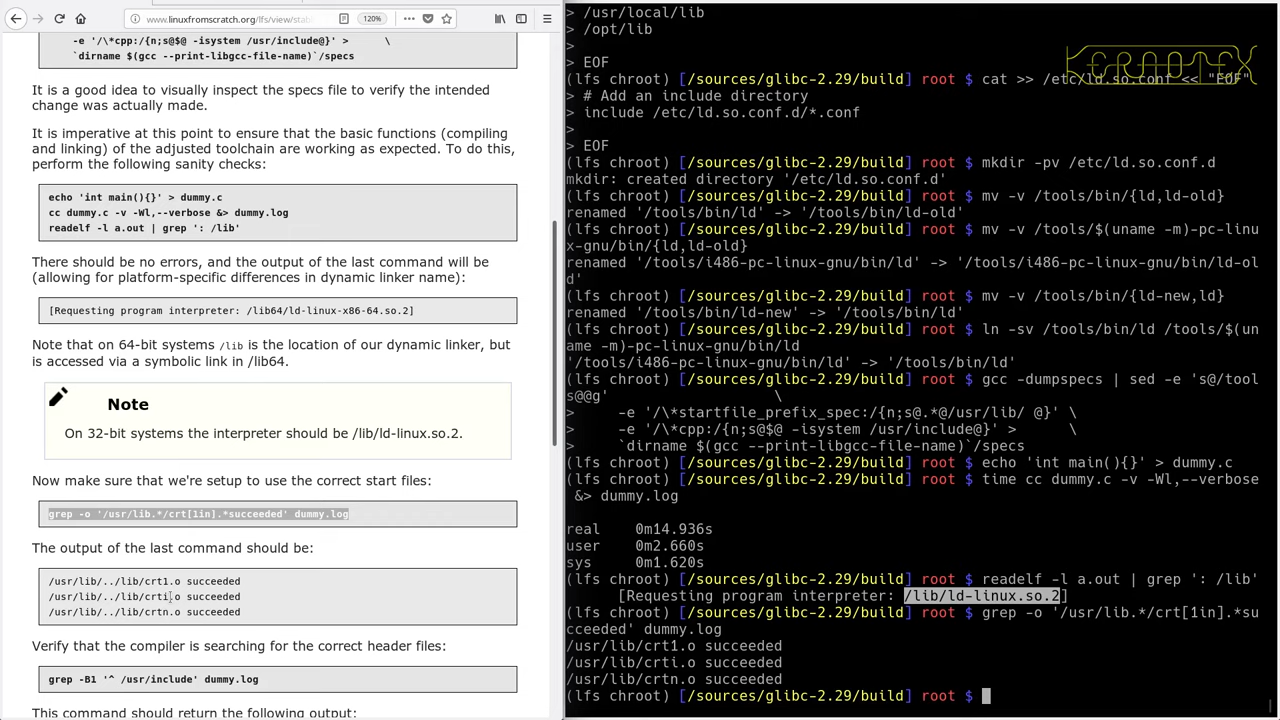 www.linuxfromscratch.org/lfs/view/stab
120%
-e '/\*cpp:/{n;s@$@ -isystem /usr/include@}' > \
`dirname $(gcc --print-libgcc-file-name)`/specs
It is a good idea to visually inspect the specs file to verify the intended
change was actually made.
It is imperative at this point to ensure that the basic functions (compiling
and linking) of the adjusted toolchain are working as expected. To do this,
perform the following sanity checks:
echo 'int main(){}' > dummy.c
cc dummy.c -v -Wl,--verbose &> dummy.log
readelf -l a.out | grep ': /lib'
There should be no errors, and the output of the last command will be
(allowing for platform-specific differences in dynamic linker name):
[Requesting program interpreter: /lib64/ld-linux-x86-64.so.2]
Note that on 64-bit systems /lib is the location of our dynamic linker, but
is accessed via a symbolic link in /lib64.
Note
On 32-bit systems the interpreter should be /lib/ld-linux.so.2.
Now make sure that we're setup to use the correct start files:
grep -o '/usr/lib.*/crt[1in].*succeeded' dummy.log
The output of the last command should be:
/usr/lib/../lib/crt1.o succeeded
/usr/lib/../lib/crti.o succeeded
/usr/lib/../lib/crtn.o succeeded
Verify that the compiler is searching for the correct header files:
grep -B1 '^ /usr/include' dummy.log
This command should return the following output:
> /usr/local/lib
> /opt/lib
>
> EOF
(lfs chroot) [/sources/glibc-2.29/build] root $ cat >> /etc/ld.so.conf << "EOF"
> # Add an include directory
> include /etc/ld.so.conf.d/*.conf
>
> EOF
(lfs chroot) [/sources/glibc-2.29/build] root $ mkdir -pv /etc/ld.so.conf.d
mkdir: created directory '/etc/ld.so.conf.d'
(lfs chroot) [/sources/glibc-2.29/build] root $ mv -v /tools/bin/{ld,ld-old}
renamed '/tools/bin/ld' -> '/tools/bin/ld-old'
(lfs chroot) [/sources/glibc-2.29/build] root $ mv -v /tools/$(uname -m)-pc-linu
x-gnu/bin/{ld,ld-old}
renamed '/tools/i486-pc-linux-gnu/bin/ld' -> '/tools/i486-pc-linux-gnu/bin/ld-ol
d'
(lfs chroot) [/sources/glibc-2.29/build] root $ mv -v /tools/bin/{ld-new,ld}
renamed '/tools/bin/ld-new' -> '/tools/bin/ld'
(lfs chroot) [/sources/glibc-2.29/build] root $ ln -sv /tools/bin/ld /tools/$(un
ame -m)-pc-linux-gnu/bin/ld
'/tools/i486-pc-linux-gnu/bin/ld' -> '/tools/bin/ld'
(lfs chroot) [/sources/glibc-2.29/build] root $ gcc -dumpspecs | sed -e 's@/tool
s@@g' \
> -e '/\*startfile_prefix_spec:/{n;s@.*@/usr/lib/ @}' \
> -e '/\*cpp:/{n;s@$@ -isystem /usr/include@}' > \
> `dirname $(gcc --print-libgcc-file-name)`/specs
(lfs chroot) [/sources/glibc-2.29/build] root $ echo 'int main(){}' > dummy.c
(lfs chroot) [/sources/glibc-2.29/build] root $ time cc dummy.c -v -Wl,--verbose
&> dummy.log
real 0m14.936s
user 0m2.660s
sys 0m1.620s
(lfs chroot) [/sources/glibc-2.29/build] root $ readelf -l a.out | grep ': /lib'
[Requesting program interpreter: /lib/ld-linux.so.2]
(lfs chroot) [/sources/glibc-2.29/build] root $ grep -o '/usr/lib.*/crt[1in].*su
cceeded' dummy.log
/usr/lib/crt1.o succeeded
/usr/lib/crti.o succeeded
/usr/lib/crtn.o succeeded
(lfs chroot) [/sources/glibc-2.29/build] root $